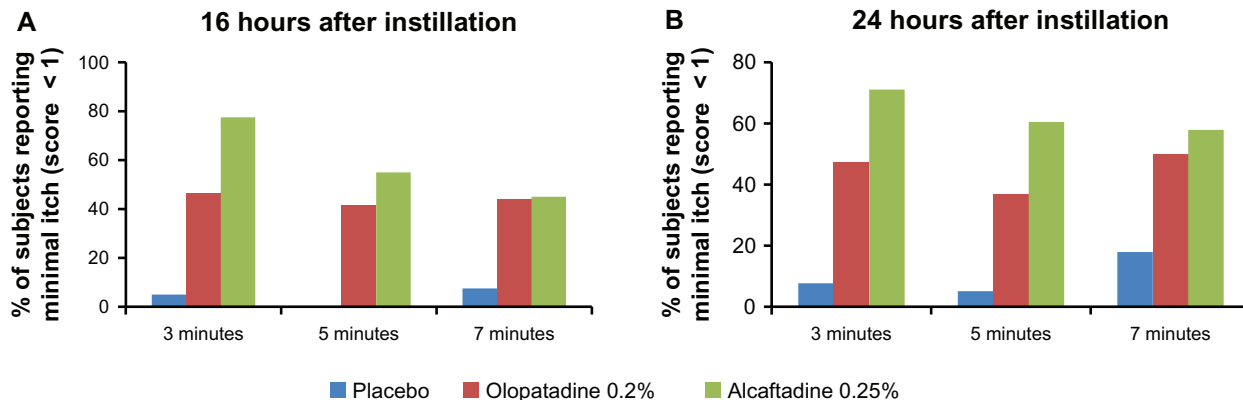 A
16 hours after instillation
% of subjects reporting
minimal itch (score < 1)
100
80
60
40
20
0
3 minutes
5 minutes
7 minutes
B
24 hours after instillation
% of subjects reporting
minimal itch (score < 1)
80
60
40
20
0
3 minutes
5 minutes
7 minutes
Placebo
Olopatadine 0.2%
Alcaftadine 0.25%